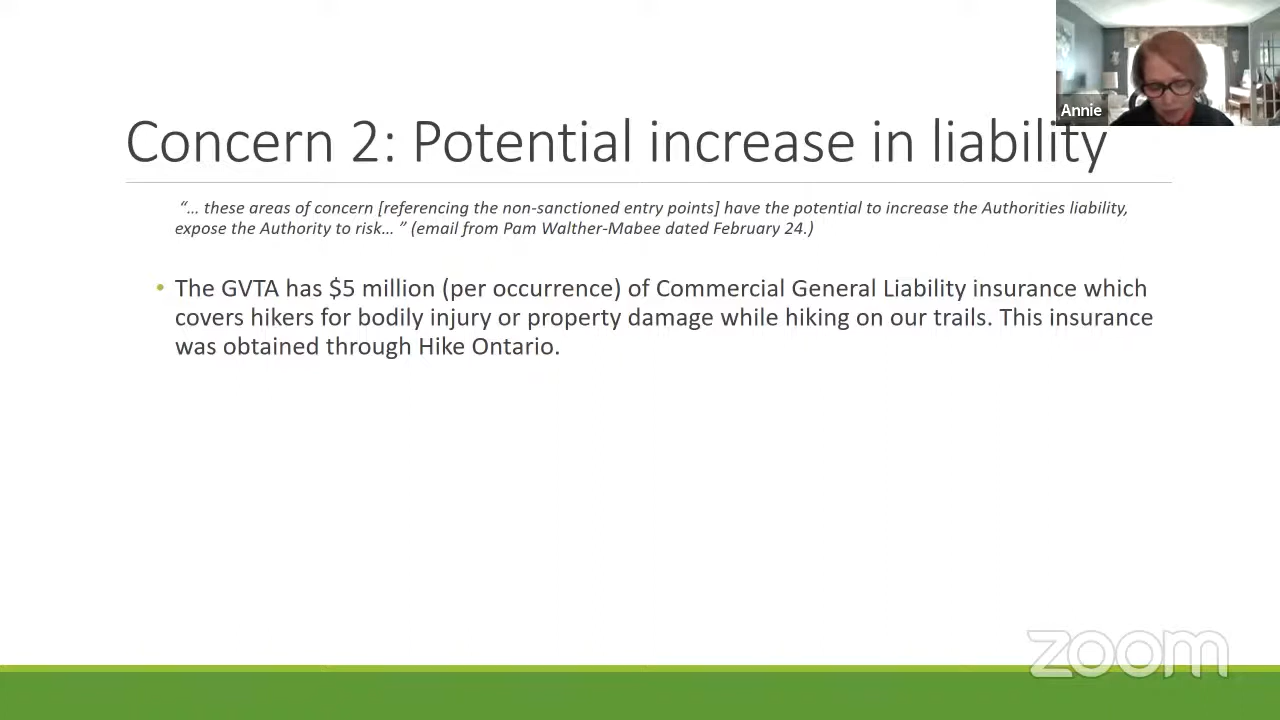 Annie
Concern 2: Potential increase in liability
“… these areas of concern [referencing the non-sanctioned entry points] have the potential to increase the Authorities liability,
expose the Authority to risk… ” (email from Pam Walther-Mabee dated February 24.)
• The GVTA has $5 million (per occurrence) of Commercial General Liability insurance which
covers hikers for bodily injury or property damage while hiking on our trails. This insurance
was obtained through Hike Ontario.
zoom